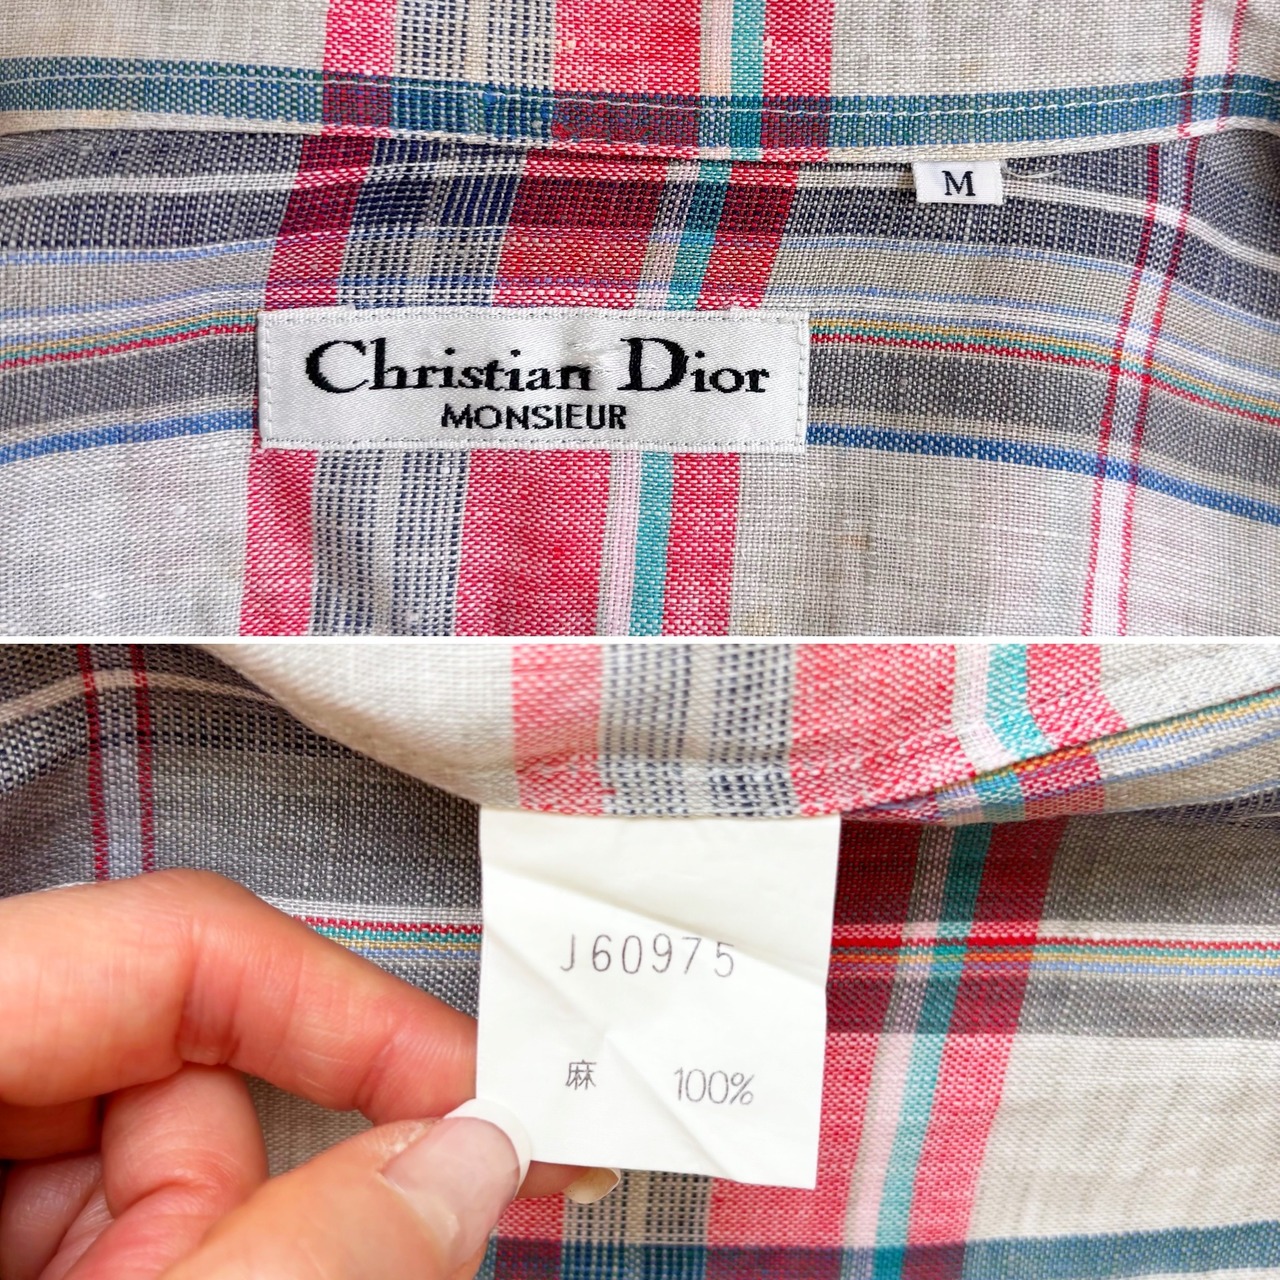 M
Christian Dior
MONSIEUR
J60975
麻 100%